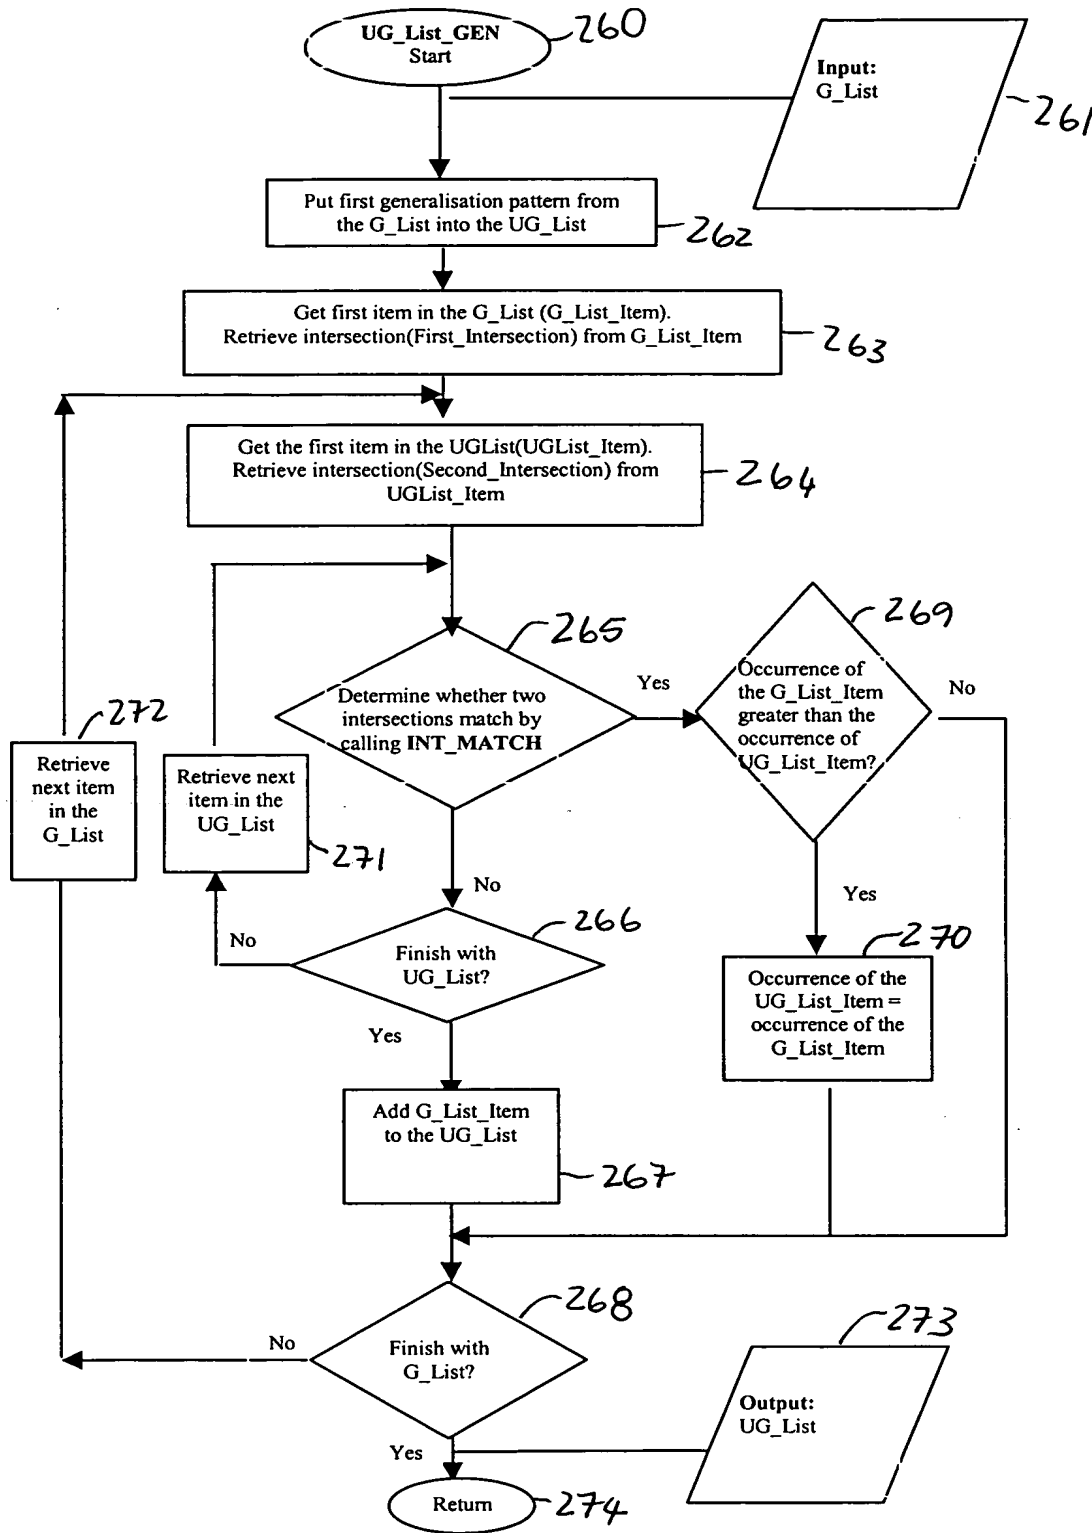 UG_List_GEN
Start
260
Input:
G_List
261
Put first generalisation pattern from
the G_List into the UG_List
262
Get first item in the G_List (G_List_Item).
Retrieve intersection(First_Intersection) from G_List_Item
263
Get the first item in the UGList(UGList_Item).
Retrieve intersection(Second_Intersection) from
UGList_Item
264
265
Determine whether two
intersections match by
calling INT_MATCH
Yes
269
Occurrence of
the G_List_Item
greater than the
occurrence of
UG_List_Item?
No
272
Retrieve
next item
in the
G_List
Retrieve next
item in the
UG_List
271
No
Yes
266
Finish with
UG_List?
No
Yes
270
Occurrence of the
UG_List_Item =
occurrence of the
G_List_Item
Add G_List_Item
to the UG_List
267
268
Finish with
G_List?
No
Yes
273
Output:
UG_List
Return
274